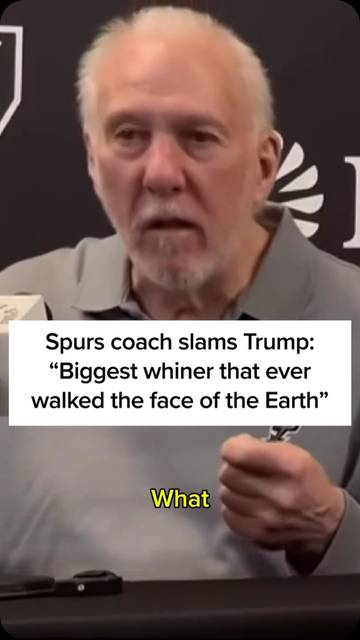 Spurs coach slams Trump:
“Biggest whiner that ever
walked the face of the Earth”
What